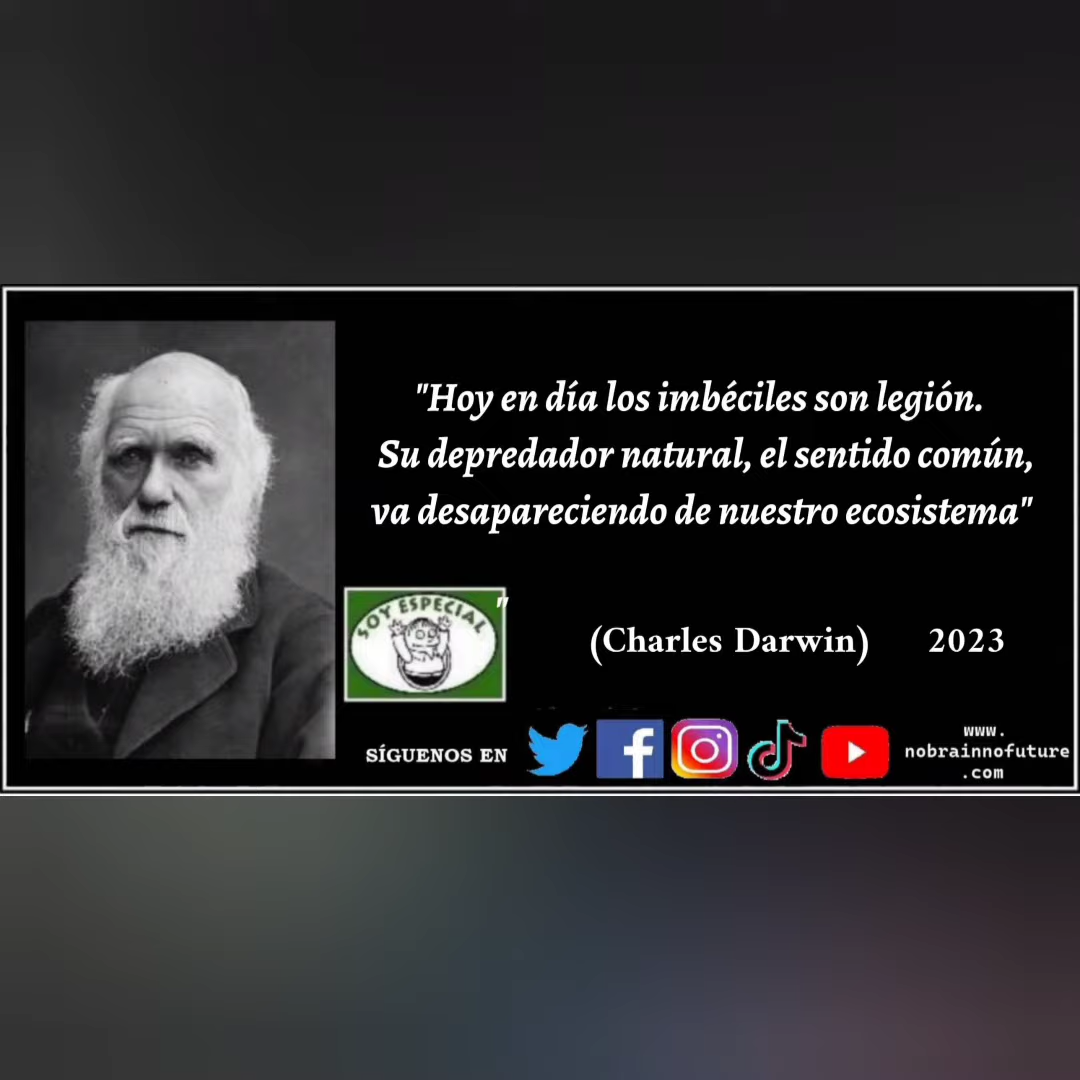 "Hoy en día los imbéciles son legión.
Su depredador natural, el sentido común,
va desapareciendo de nuestro ecosistema"
"
SOY ESPECIAL
(Charles Darwin) 2023
SÍGUENOS EN
www.
nobrainnofuture
.com